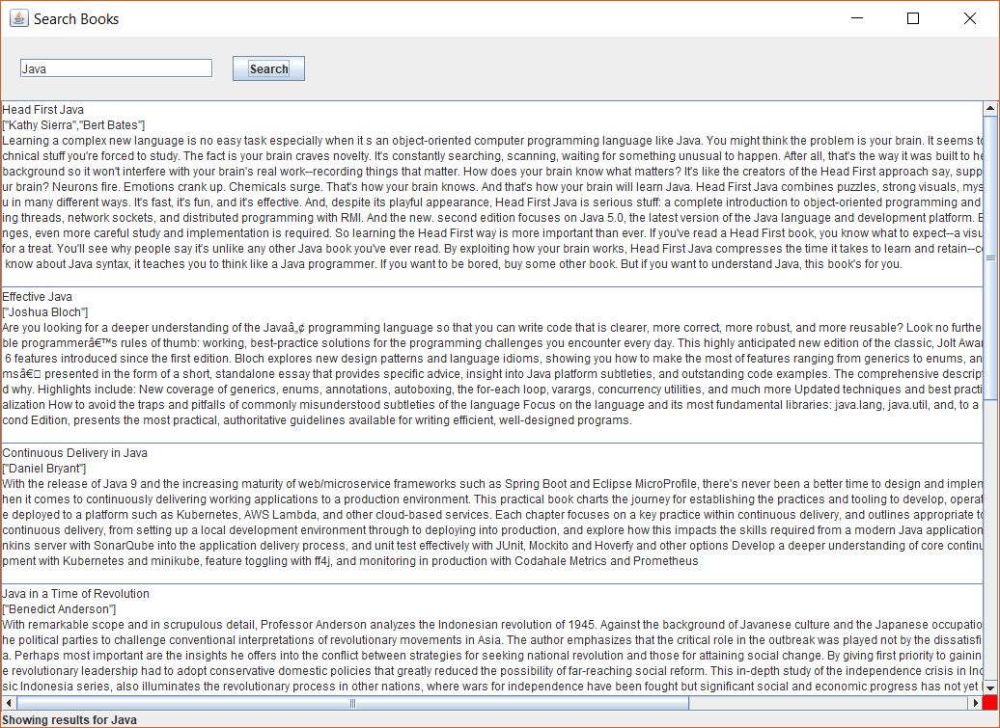 Search Books
Java
Search
Head First Java
["Kathy Sierra","Bert Bates"]
Learning a complex new language is no easy task especially when it s an object-oriented computer programming language like Java. You might think the problem is your brain. It seems to
chnical stuff you're forced to study. The fact is your brain craves novelty. It's constantly searching, scanning, waiting for something unusual to happen. After all, that's the way it was built to he
background so it won't interfere with your brain's real work--recording things that matter. How does your brain know what matters? It's like the creators of the Head First approach say, supp
ur brain? Neurons fire. Emotions crank up. Chemicals surge. That's how your brain knows. And that's how your brain will learn Java. Head First Java combines puzzles, strong visuals, mys
u in many different ways. It's fast, it's fun, and it's effective. And, despite its playful appearance, Head First Java is serious stuff: a complete introduction to object-oriented programming and
ing threads, network sockets, and distributed programming with RMI. And the new. second edition focuses on Java 5.0, the latest version of the Java language and development platform. B
nges, even more careful study and implementation is required. So learning the Head First way is more important than ever. If you've read a Head First book, you know what to expect--a visu
for a treat. You'll see why people say it's unlike any other Java book you've ever read. By exploiting how your brain works, Head First Java compresses the time it takes to learn and retain--co
know about Java syntax, it teaches you to think like a Java programmer. If you want to be bored, buy some other book. But if you want to understand Java, this book's for you.
Effective Java
["Joshua Bloch"]
Are you looking for a deeper understanding of the Javaâ„¢ programming language so that you can write code that is clearer, more correct, more robust, and more reusable? Look no further
ble programmerâ€™s rules of thumb: working, best-practice solutions for the programming challenges you encounter every day. This highly anticipated new edition of the classic, Jolt Awar
6 features introduced since the first edition. Bloch explores new design patterns and language idioms, showing you how to make the most of features ranging from generics to enums, an
msâ€□ presented in the form of a short, standalone essay that provides specific advice, insight into Java platform subtleties, and outstanding code examples. The comprehensive descript
d why. Highlights include: New coverage of generics, enums, annotations, autoboxing, the for-each loop, varargs, concurrency utilities, and much more Updated techniques and best practi
alization How to avoid the traps and pitfalls of commonly misunderstood subtleties of the language Focus on the language and its most fundamental libraries: java.lang, java.util, and, to a
cond Edition, presents the most practical, authoritative guidelines available for writing efficient, well-designed programs.
Continuous Delivery in Java
["Daniel Bryant"]
With the release of Java 9 and the increasing maturity of web/microservice frameworks such as Spring Boot and Eclipse MicroProfile, there's never been a better time to design and implen
hen it comes to continuously delivering working applications to a production environment. This practical book charts the journey for establishing the practices and tooling to develop, operat
e deployed to a platform such as Kubernetes, AWS Lambda, and other cloud-based services. Each chapter focuses on a key practice within continuous delivery, and outlines appropriate to
continuous delivery, from setting up a local development environment through to deploying into production, and explore how this impacts the skills required from a modern Java application
nkins server with SonarQube into the application delivery process, and unit test effectively with JUnit, Mockito and Hoverfy and other options Develop a deeper understanding of core continu
pment with Kubernetes and minikube, feature toggling with ff4j, and monitoring in production with Codahale Metrics and Prometheus
Java in a Time of Revolution
["Benedict Anderson"]
With remarkable scope and in scrupulous detail, Professor Anderson analyzes the Indonesian revolution of 1945. Against the background of Javanese culture and the Japanese occupatio
he political parties to challenge conventional interpretations of revolutionary movements in Asia. The author emphasizes that the critical role in the outbreak was played not by the dissatisfi
a. Perhaps most important are the insights he offers into the conflict between strategies for seeking national revolution and those for attaining social change. By giving first priority to gainin
e revolutionary leadership had to adopt conservative domestic policies that greatly reduced the possibility of far-reaching social reform. This in-depth study of the independence crisis in Ind
sic Indonesia series, also illuminates the revolutionary process in other nations, where wars for independence have been fought but significant social and economic progress has not yet
Showing results for Java